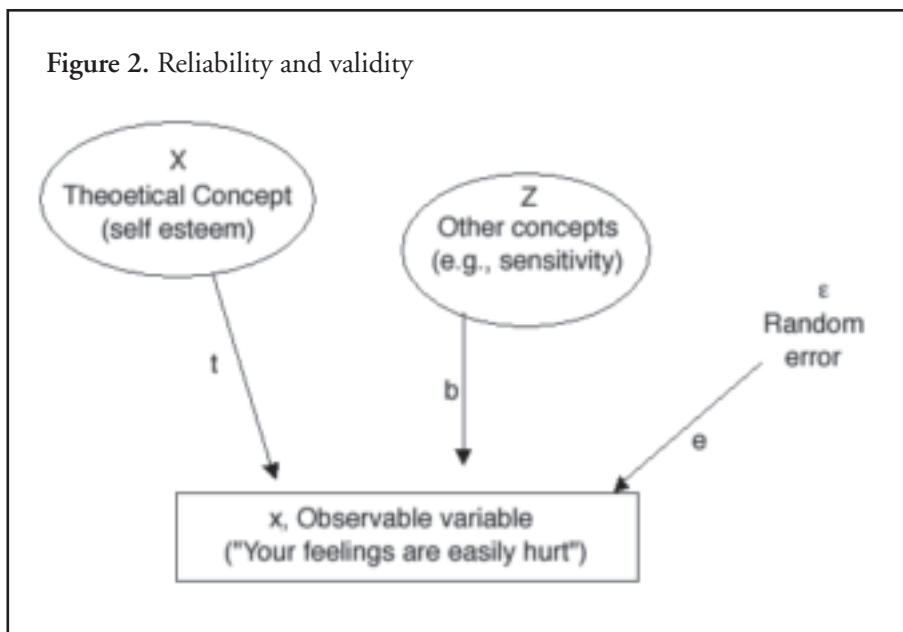 Figure 2. Reliability and validity
X
Theoetical Concept
(self esteem)
Z
Other concepts
(e.g., sensitivity)
ε
Random
error
t
b
e
x, Observable variable
("Your feelings are easily hurt")